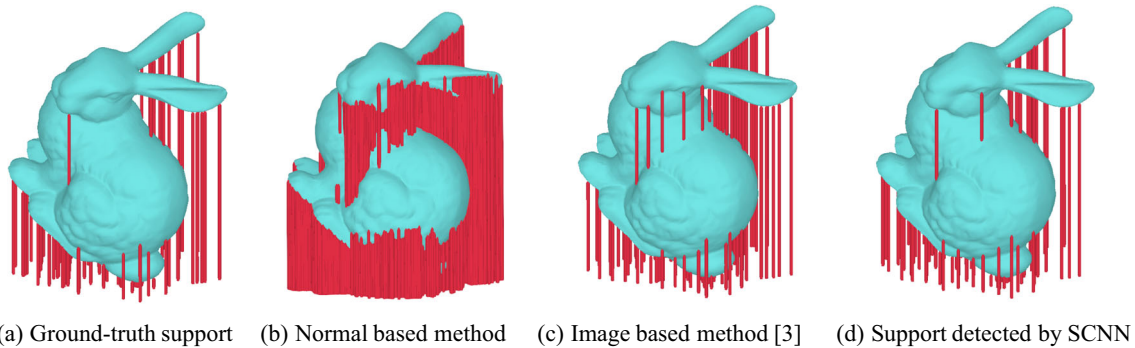 (a) Ground-truth support (b) Normal based method (c) Image based method [3] (d) Support detected by SCNN